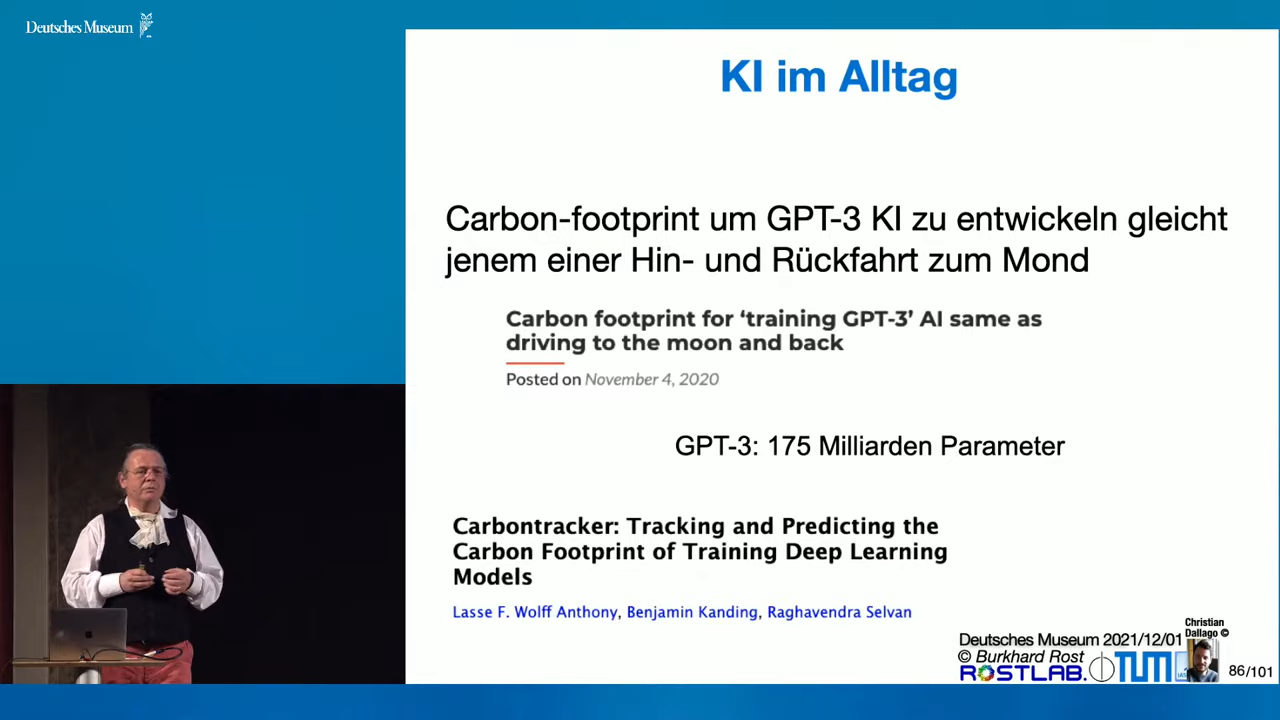 Deutsches Museum
KI im Alltag
Carbon-footprint um GPT-3 KI zu entwickeln gleicht
jenem einer Hin- und Rückfahrt zum Mond
Carbon footprint for ‘training GPT-3’ AI same as
driving to the moon and back
Posted on November 4, 2020
GPT-3: 175 Milliarden Parameter
Carbontracker: Tracking and Predicting the
Carbon Footprint of Training Deep Learning
Models
Lasse F. Wolff Anthony, Benjamin Kanding, Raghavendra Selvan
Christian
Dallago ©
Deutsches Museum 2021/12/01
© Burkhard Rost
ROSTLAB. TUM IAS
86/101